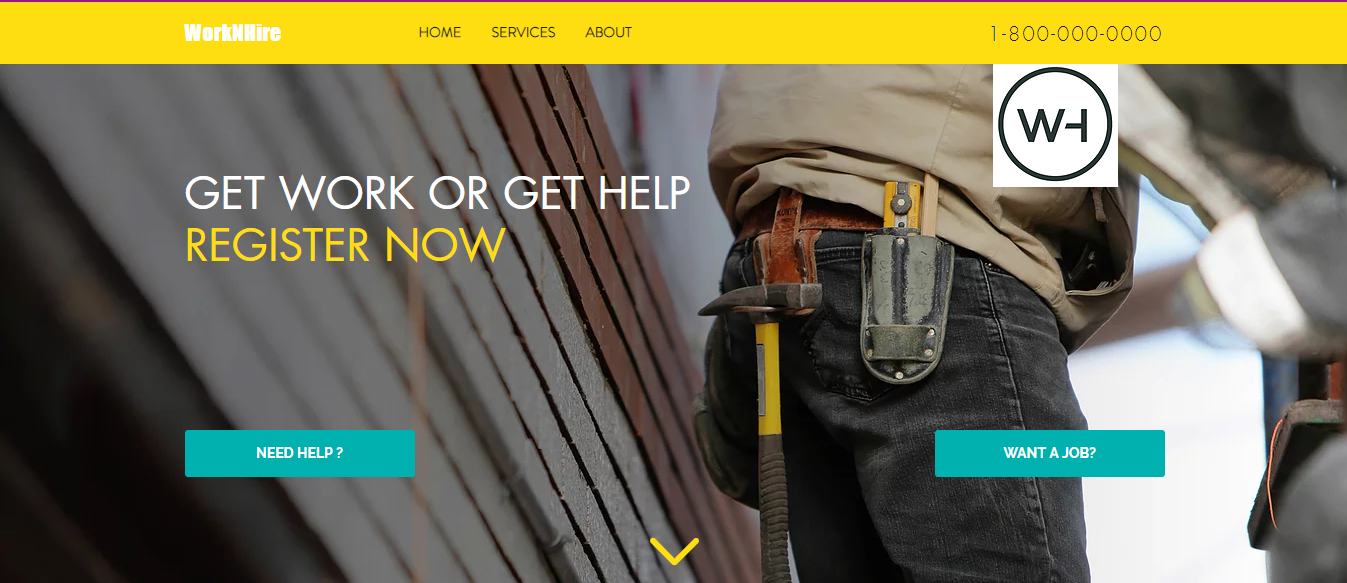 WorkNHire
HOME SERVICES ABOUT
1-800-000-0000
WH
GET WORK OR GET HELP
REGISTER NOW
NEED HELP ?
WANT A JOB?